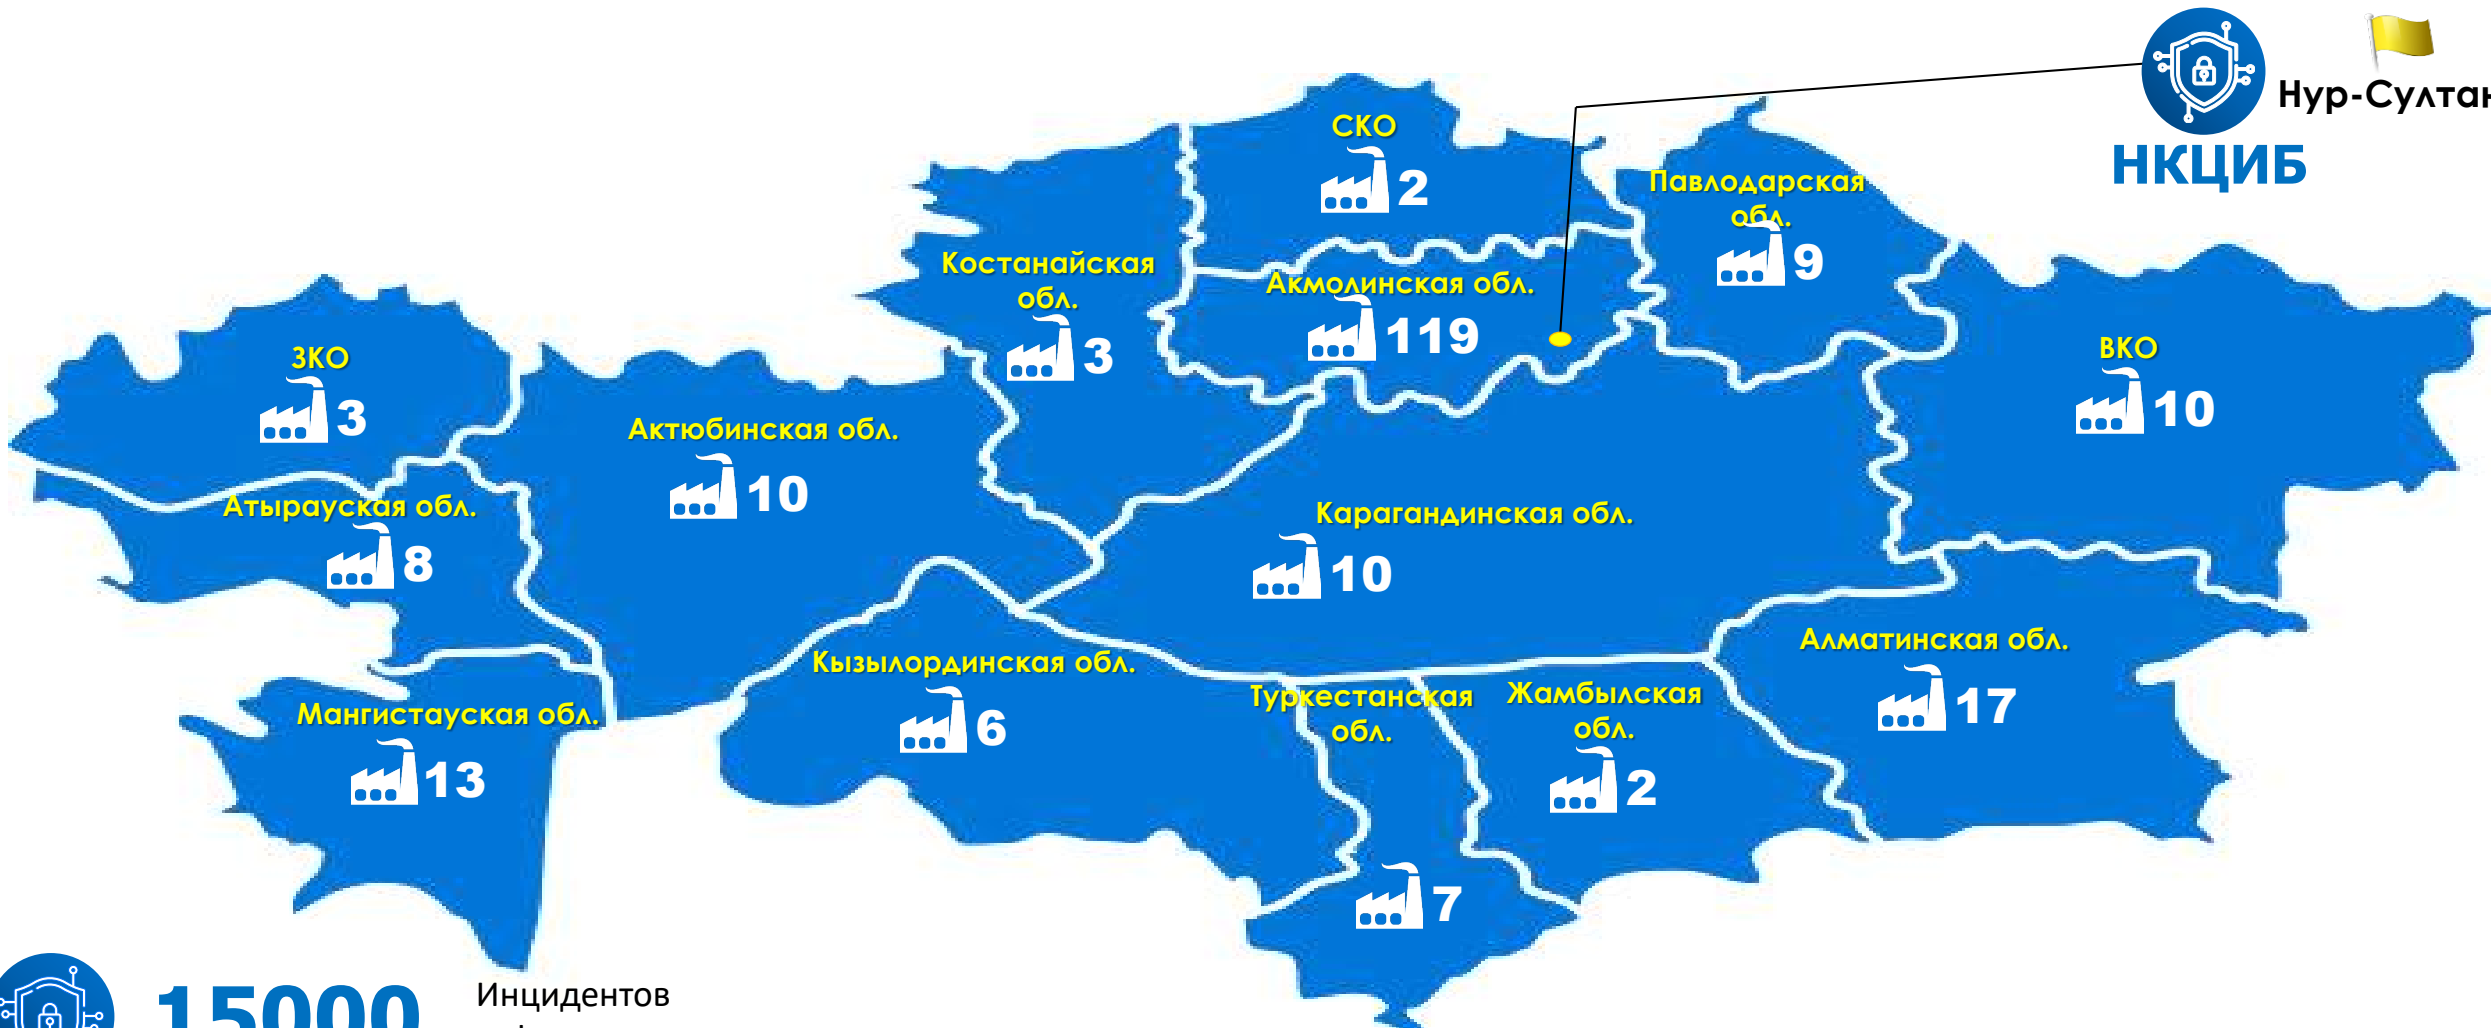 Нур-Султан
НКЦИБ
СКО
2
Павлодарская
обл.
9
Костанайская
обл.
3
Акмолинская обл.
119
ЗКО
3
ВКО
10
Актюбинская обл.
10
Атырауская обл.
8
Карагандинская обл.
10
Алматинская обл.
17
Кызылординская обл.
6
Туркестанская
обл.
7
Жамбылская
обл.
2
Мангистауская обл.
13
15000
Инцидентов